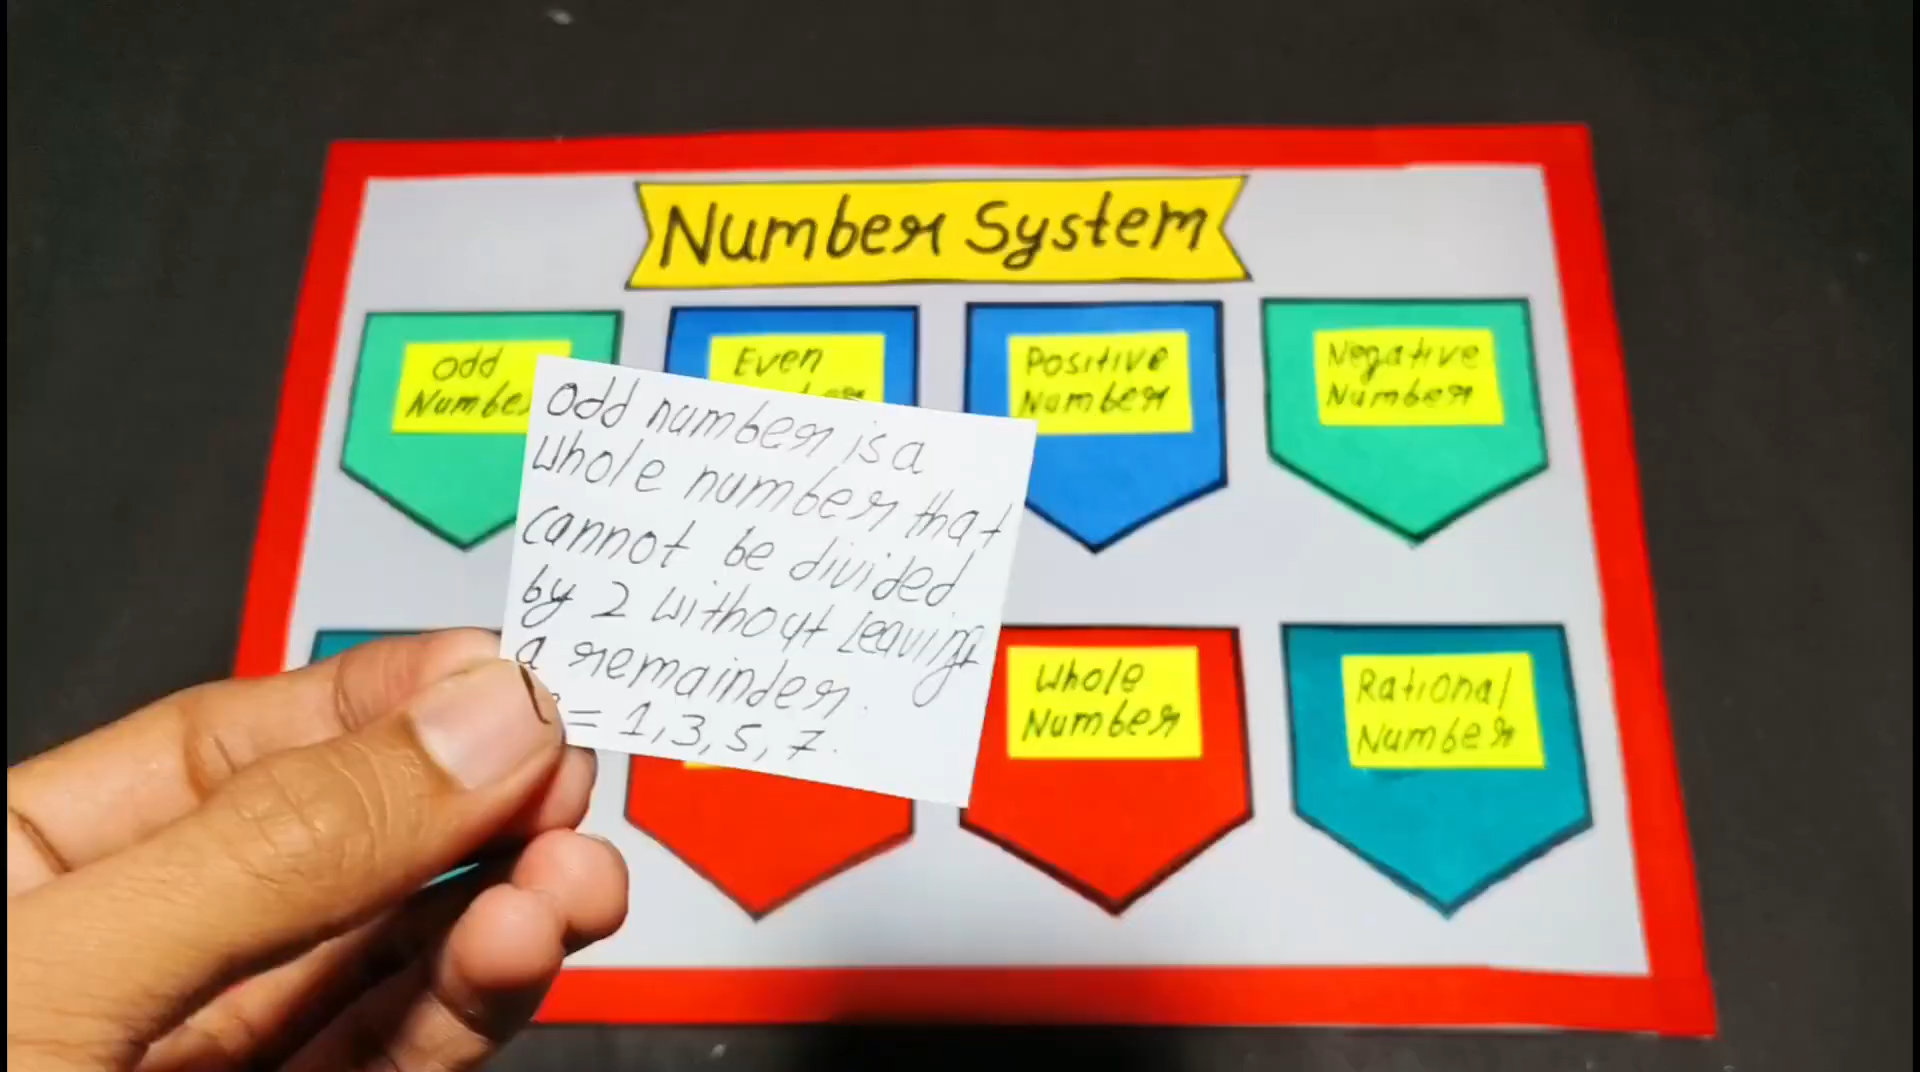 Number System
Odd
Number
Even
Positive
Number
Negative
Number
Odd number is a
whole number that
cannot be divided
by 2 without leaving
a remainder.
= 1, 3, 5, 7.
Whole
Number
Rational
Number